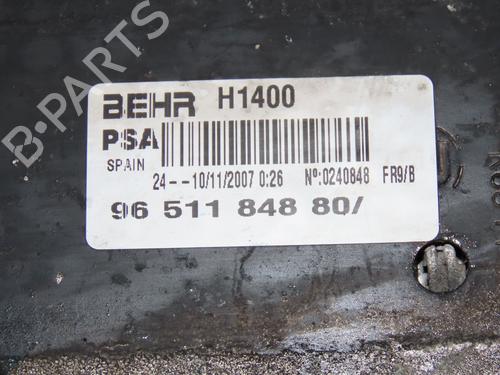 B-PARTS
BEHR H1400
PSA
SPAIN
24--10/11/2007 0:26 Nº:0240848 FR9/B
96 511 848 80/